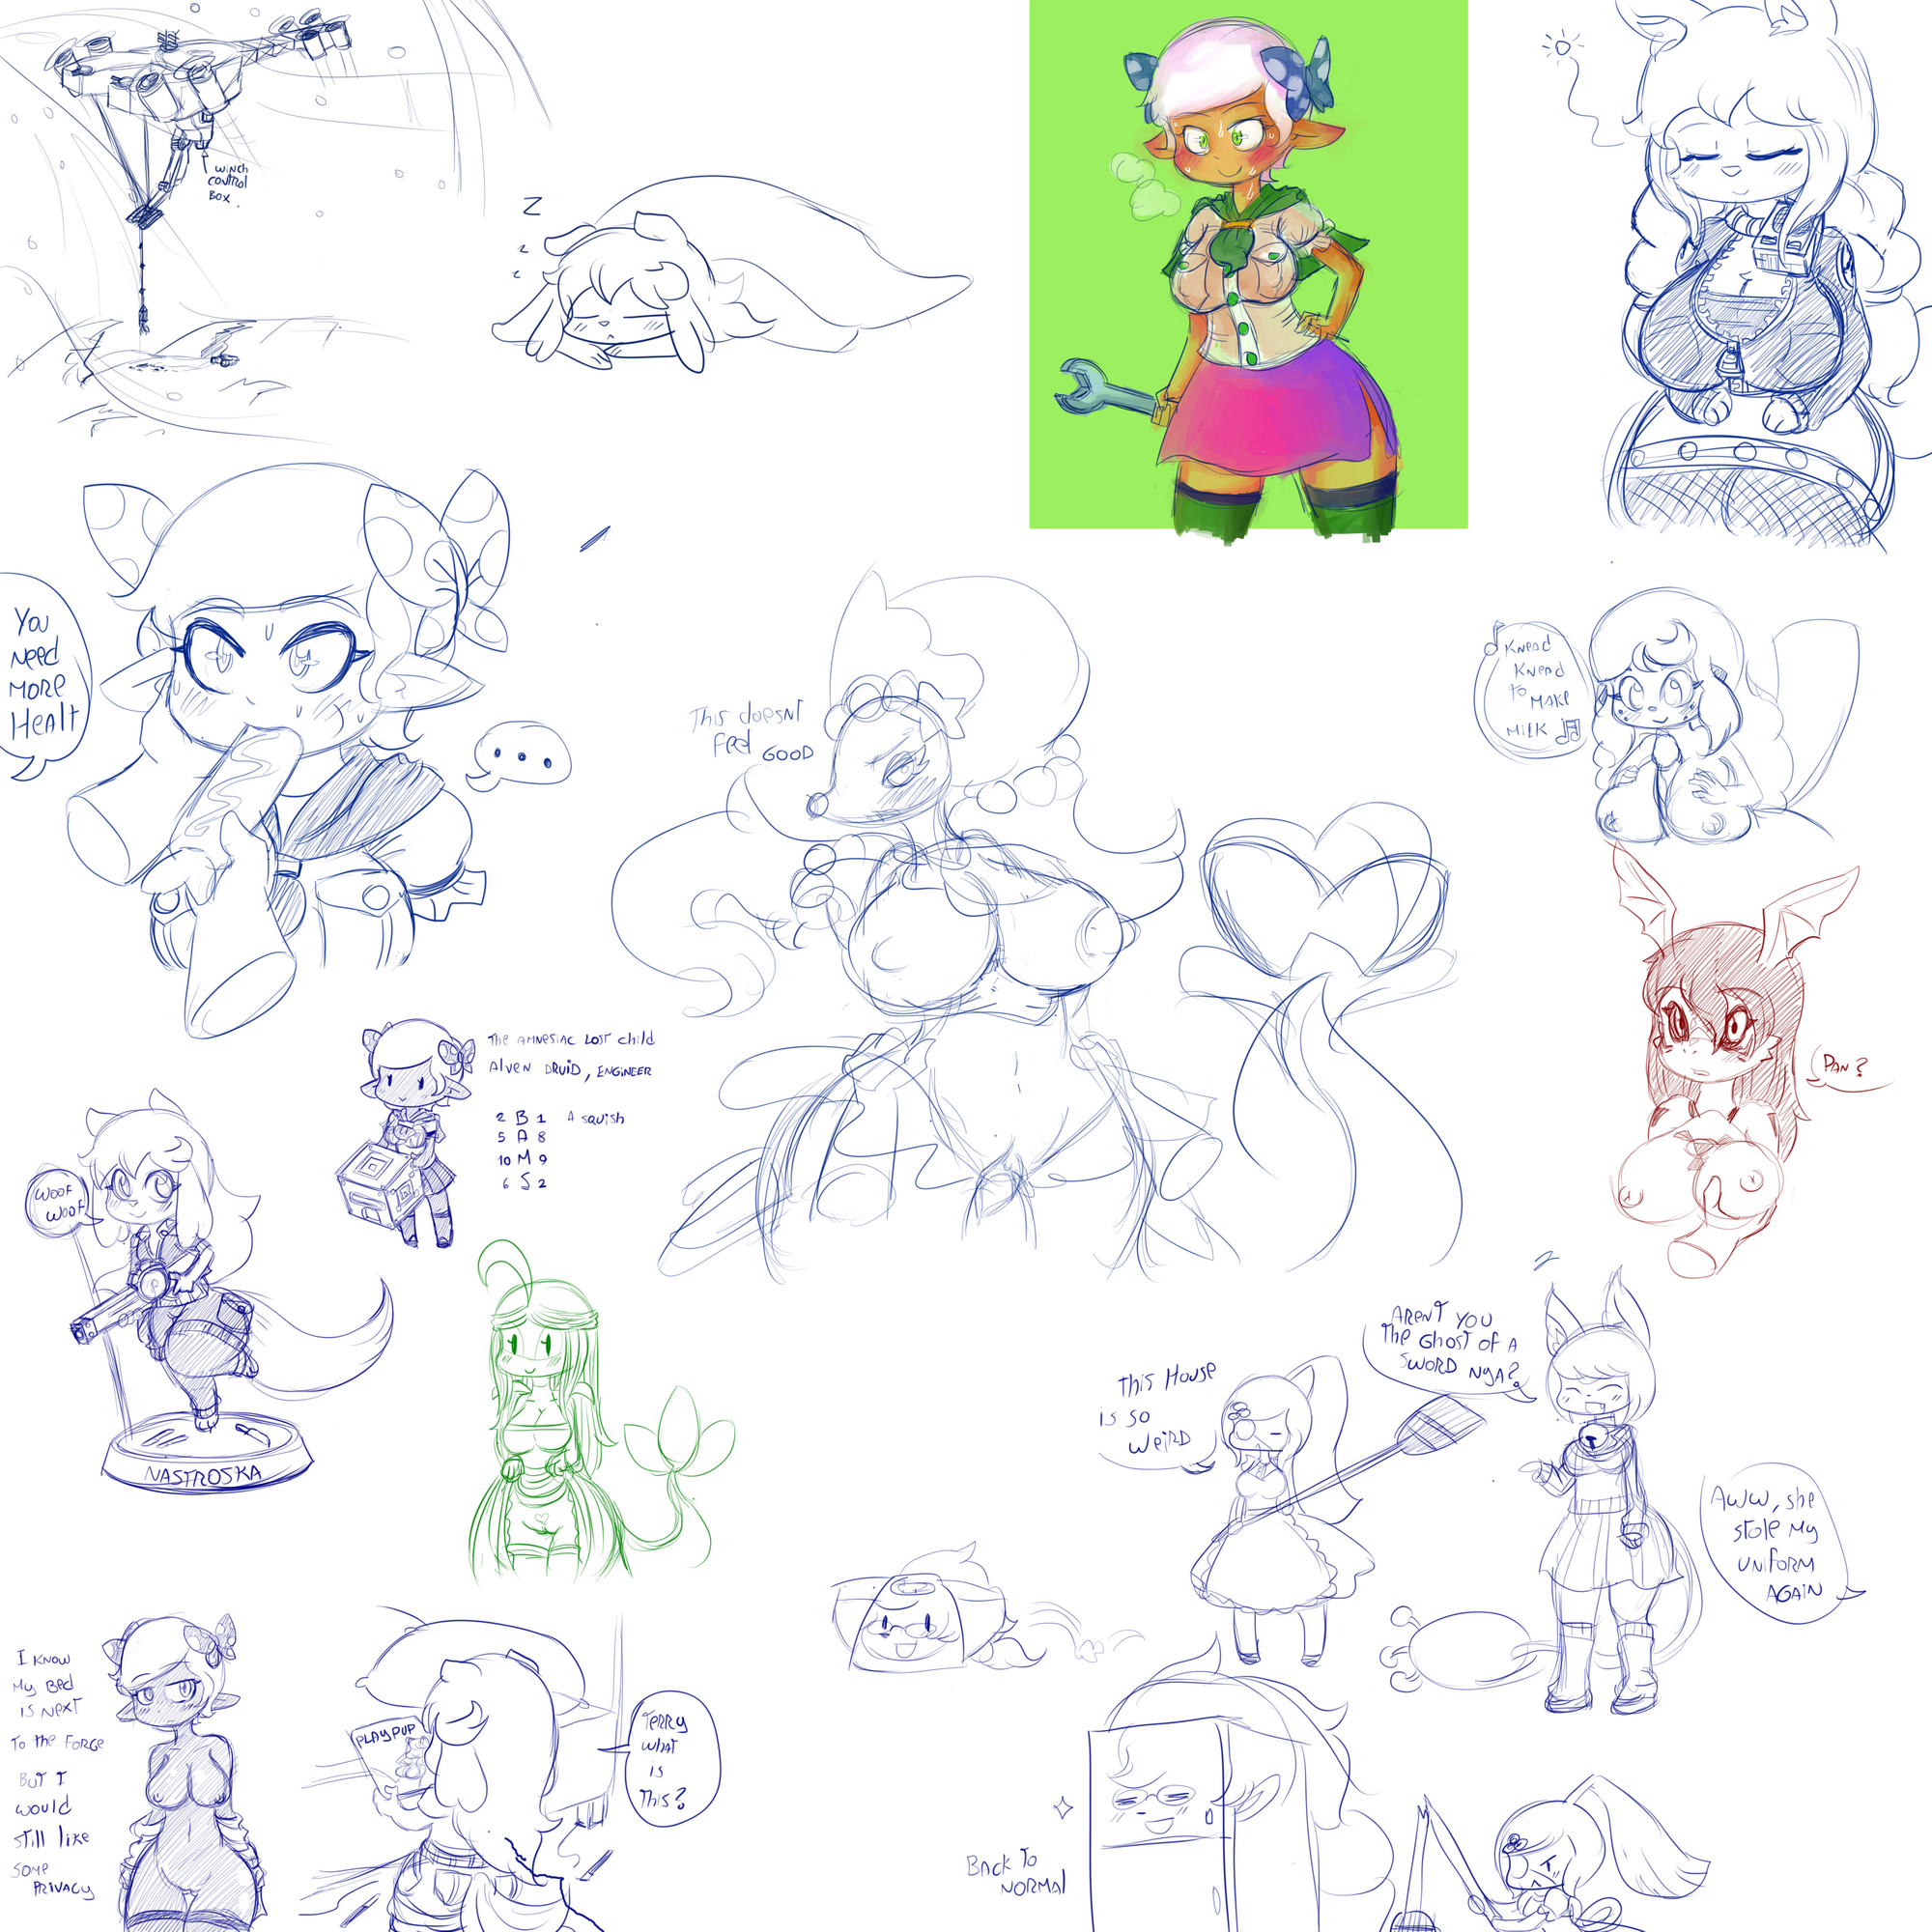 WiNCH
CONTROL
BOX.
Z
z
z
You
Need
More
Healt
...
This doesnt
feel GOOD
KNEAD
KNEAD
to
MAKE
MiLK
PAN?
The AMNESiAC LOST child
Alven DRUiD, ENGINEER
2 B 1 A squish
5 A 8
10 M 9
6 S 2
WOOF
WOOF
NASTROSKA
This House
is so
WeiRD
ARENT YOU
The GHOST of A
SWORD NYA?
Aww, she
stole My
UNiFORM
AGAiN
I KNOW
My BeD
iS NeXT
To the FORGe
BUT I
would
still like
some
PRiVACY
PLAYPUP
TeRRY
WHAT
is
THiS?
BACK TO
NORMAl